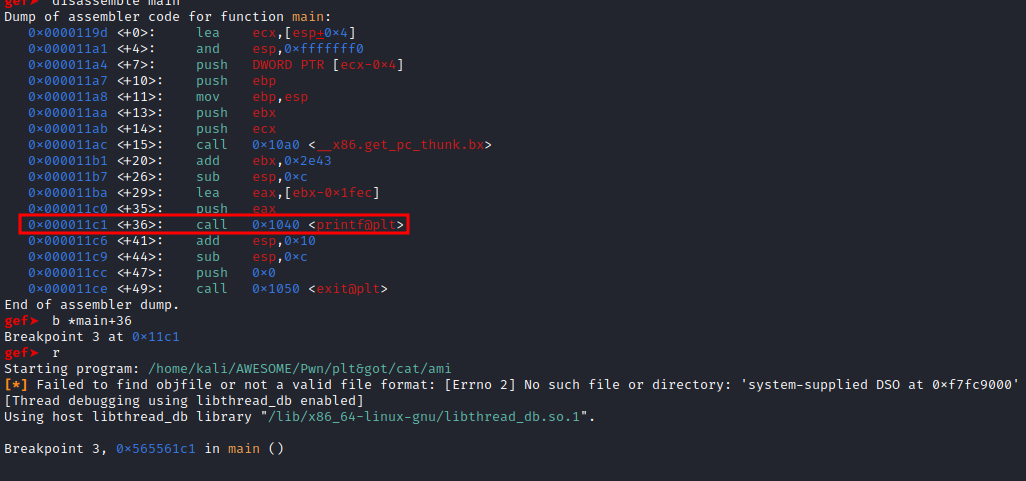 gef➤ disassemble main
Dump of assembler code for function main:
0×0000119d <+0>: lea ecx,[esp+0×4]
0×000011a1 <+4>: and esp,0×fffffff0
0×000011a4 <+7>: push DWORD PTR [ecx-0×4]
0×000011a7 <+10>: push ebp
0×000011a8 <+11>: mov ebp,esp
0×000011aa <+13>: push ebx
0×000011ab <+14>: push ecx
0×000011ac <+15>: call 0×10a0 <__x86.get_pc_thunk.bx>
0×000011b1 <+20>: add ebx,0×2e43
0×000011b7 <+26>: sub esp,0×c
0×000011ba <+29>: lea eax,[ebx-0×1fec]
0×000011c0 <+35>: push eax
0×000011c1 <+36>: call 0×1040 <printf@plt>
0×000011c6 <+41>: add esp,0×10
0×000011c9 <+44>: sub esp,0×c
0×000011cc <+47>: push 0×0
0×000011ce <+49>: call 0×1050 <exit@plt>
End of assembler dump.
gef➤ b *main+36
Breakpoint 3 at 0×11c1
gef➤ r
Starting program: /home/kali/AWESOME/Pwn/plt&got/cat/ami
[*] Failed to find objfile or not a valid file format: [Errno 2] No such file or directory: 'system-supplied DSO at 0×f7fc9000'
[Thread debugging using libthread_db enabled]
Using host libthread_db library "/lib/x86_64-linux-gnu/libthread_db.so.1".
Breakpoint 3, 0×565561c1 in main ()